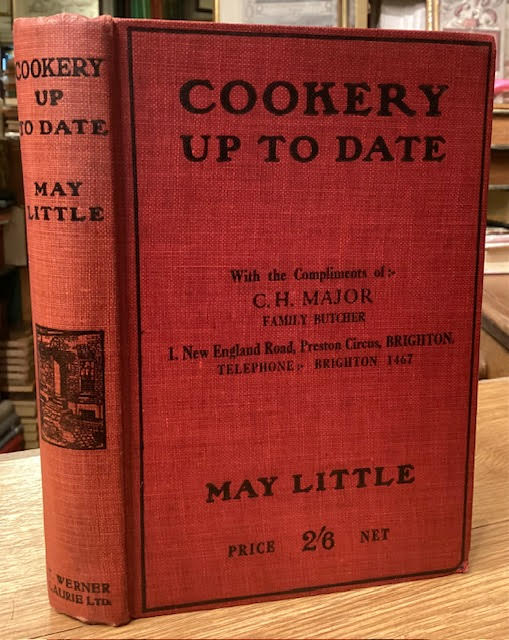 COOKERY
UP
TO DATE
MAY
LITTLE
WERNER
LAURIE LTD.
COOKERY
UP TO DATE
With the Compliments of:-
C. H. MAJOR
FAMILY BUTCHER
1. New England Road, Preston Circus, BRIGHTON.
TELEPHONE:- BRIGHTON 1467
MAY LITTLE
PRICE 2/6 NET